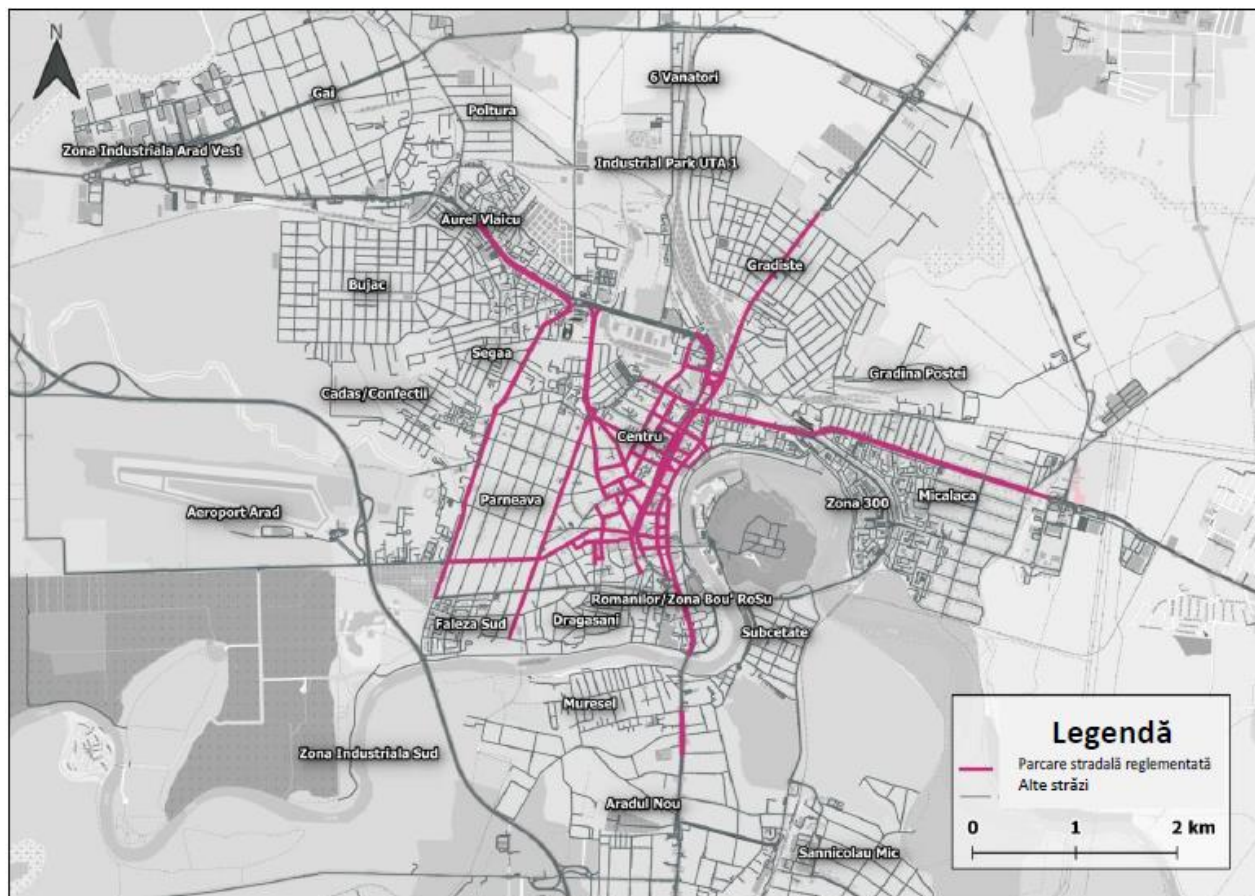 N
6 Vanatori
Gai
Poltura
Zona Industriala Arad Vest
Industrial Park UTA 1
Aurel Vlaicu
Gradiste
Bujac
Segaa
Gradina Postei
Cadas/Confectii
Centru
Parneava
Zona 300
Micalaca
Aeroport Arad
Romanilor/Zona Bou' RoSu
Faleza Sud
Dragasani
Subcetate
Muresel
Zona Industriala Sud
Aradul Nou
Sannicolau Mic
Legendă
Parcare stradală reglementată
Alte străzi
0 1 2 km